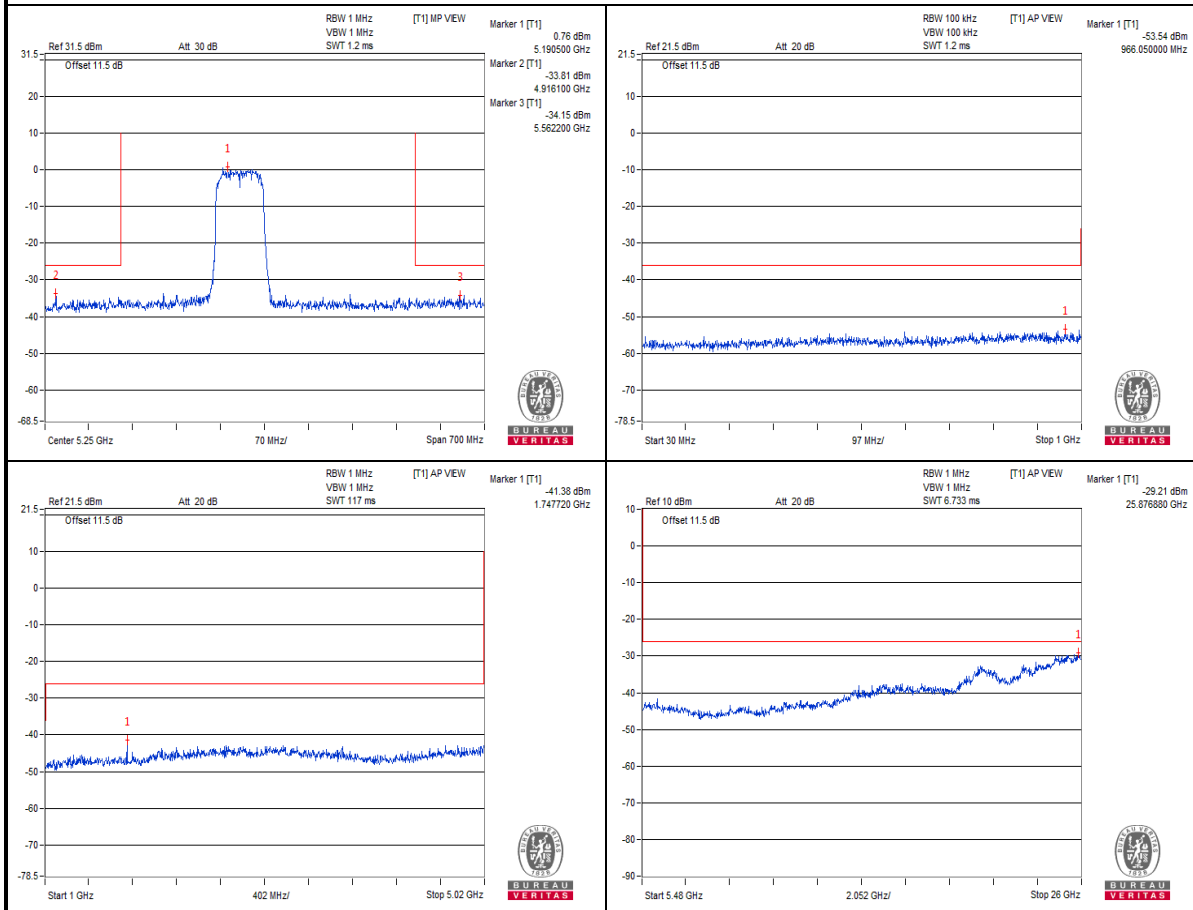 RBW 1 MHz [T1] MP VIEW
VBW 1 MHz
Ref 31.5 dBm Att 30 dB SWT 1.2 ms
Marker 1 [T1]
0.76 dBm
5.190500 GHz
Marker 2 [T1]
-33.81 dBm
4.916100 GHz
Marker 3 [T1]
-34.15 dBm
5.562200 GHz
31.5
Offset 11.5 dB
20
10
1
0
-10
-20
2 3
-30
-40
-50
-60
-68.5
Center 5.25 GHz 70 MHz/ Span 700 MHz
BUREAU VERITAS
1828
BUREAU
VERITAS
RBW 100 kHz [T1] AP VIEW
VBW 100 kHz
Ref 21.5 dBm Att 20 dB SWT 1.2 ms
Marker 1 [T1]
-53.54 dBm
966.050000 MHz
21.5
Offset 11.5 dB
10
0
-10
-20
-30
-40
1
-50
-60
-70
-78.5
Start 30 MHz 97 MHz/ Stop 1 GHz
BUREAU VERITAS
1828
BUREAU
VERITAS
RBW 1 MHz [T1] AP VIEW
VBW 1 MHz
Ref 21.5 dBm Att 20 dB SWT 117 ms
Marker 1 [T1]
-41.38 dBm
1.747720 GHz
21.5
Offset 11.5 dB
10
0
-10
-20
-30
1
-40
-50
-60
-70
-78.5
Start 1 GHz 402 MHz/ Stop 5.02 GHz
BUREAU VERITAS
1828
BUREAU
VERITAS
RBW 1 MHz [T1] AP VIEW
VBW 1 MHz
Ref 10 dBm Att 20 dB SWT 6.733 ms
Marker 1 [T1]
-29.21 dBm
25.876880 GHz
10
Offset 11.5 dB
0
-10
-20
1
-30
-40
-50
-60
-70
-80
-90
Start 5.48 GHz 2.052 GHz/ Stop 26 GHz
BUREAU VERITAS
1828
BUREAU
VERITAS